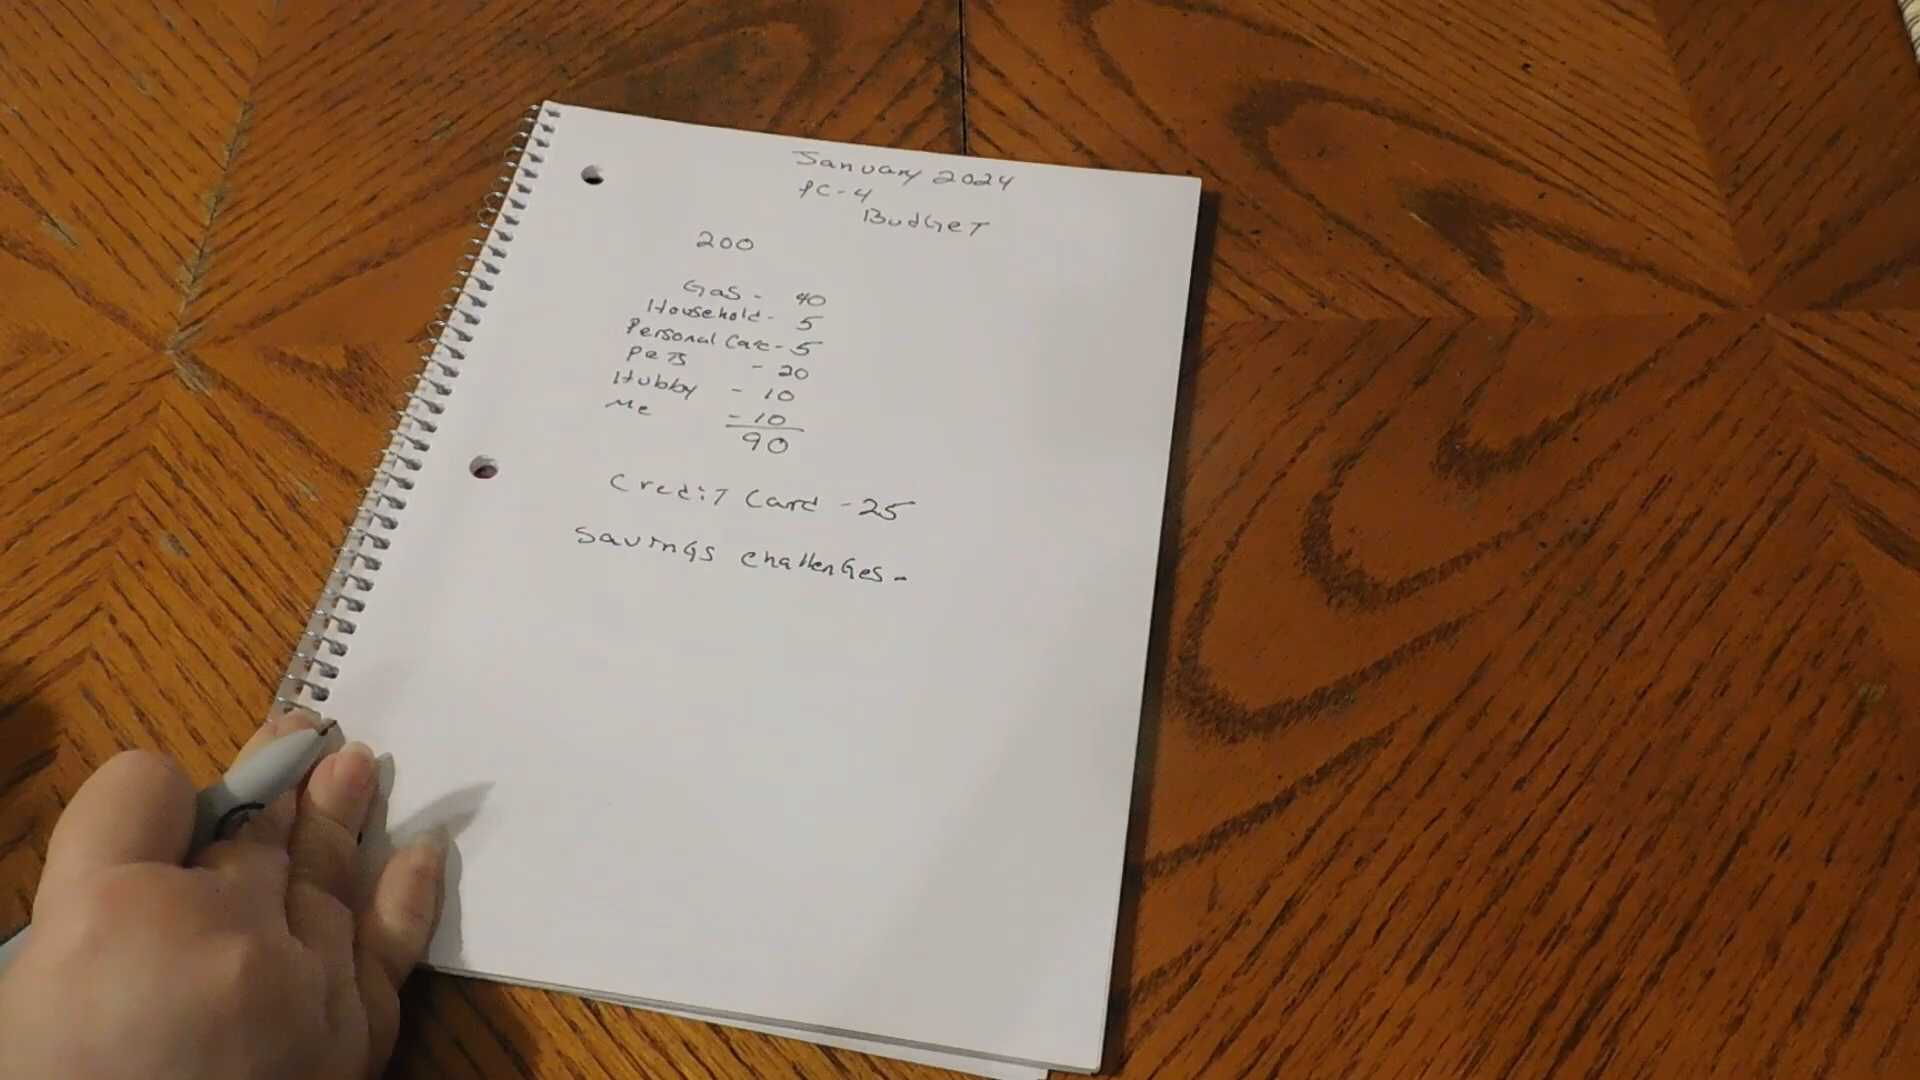 January 2024
PC-4
Budget
200
Gas - 40
Household - 5
Personal Care - 5
Pets - 20
Hubby - 10
Me - 10
90
Credit Card - 25
Savings challenges -